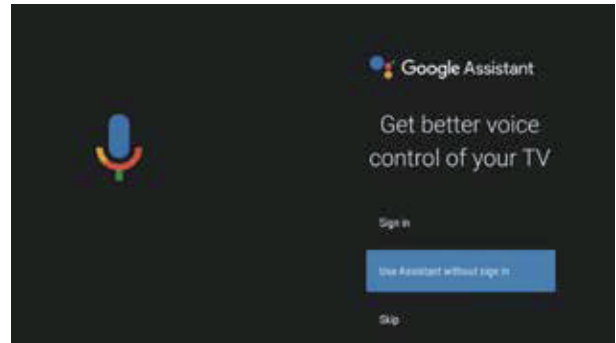 Google Assistant
Get better voice
control of your TV
Sign in
Use Assistant without sign in
Skip